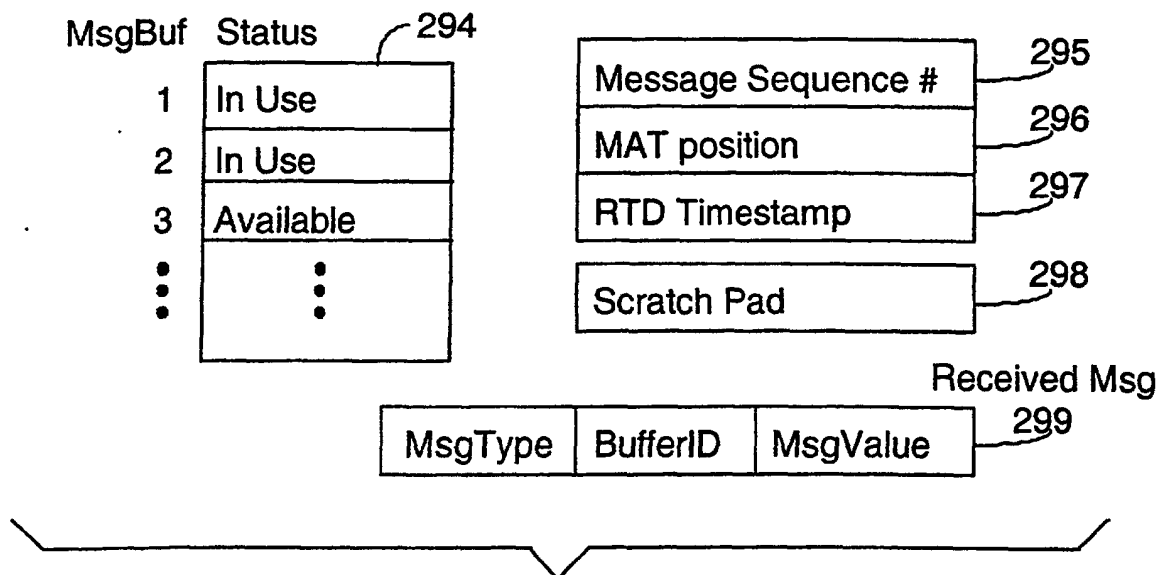 MsgBuf Status 294
1 In Use
2 In Use
3 Available
Message Sequence # 295
MAT position 296
RTD Timestamp 297
Scratch Pad 298
Received Msg
MsgType BufferID MsgValue 299